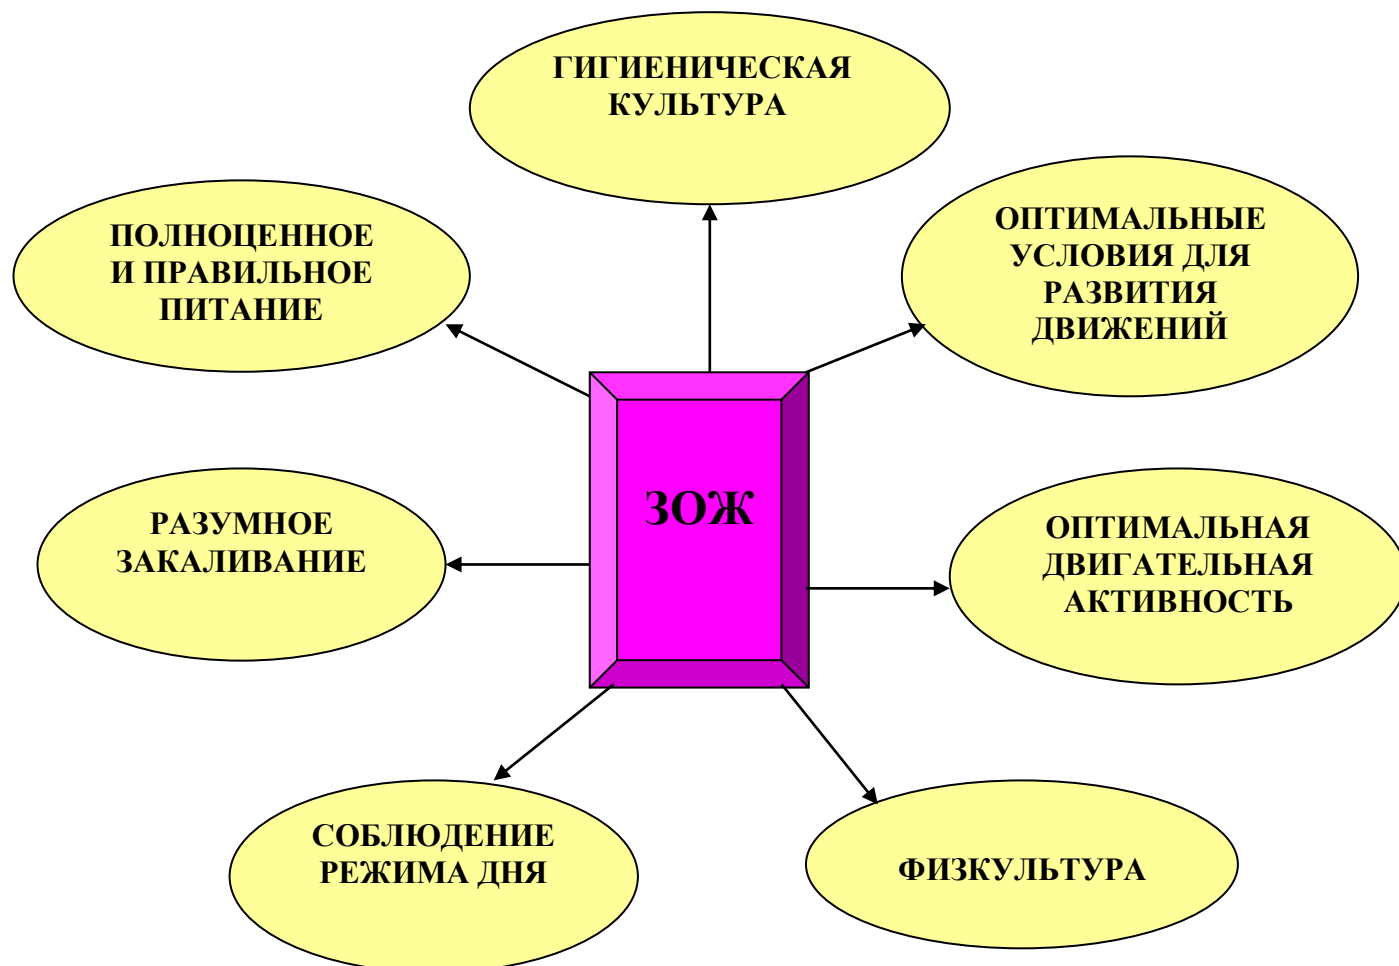 ГИГИЕНИЧЕСКАЯ
КУЛЬТУРА
ПОЛНОЦЕННОЕ
И ПРАВИЛЬНОЕ
ПИТАНИЕ
ОПТИМАЛЬНЫЕ
УСЛОВИЯ ДЛЯ
РАЗВИТИЯ
ДВИЖЕНИЙ
ЗОЖ
РАЗУМНОЕ
ЗАКАЛИВАНИЕ
ОПТИМАЛЬНАЯ
ДВИГАТЕЛЬНАЯ
АКТИВНОСТЬ
СОБЛЮДЕНИЕ
РЕЖИМА ДНЯ
ФИЗКУЛЬТУРА